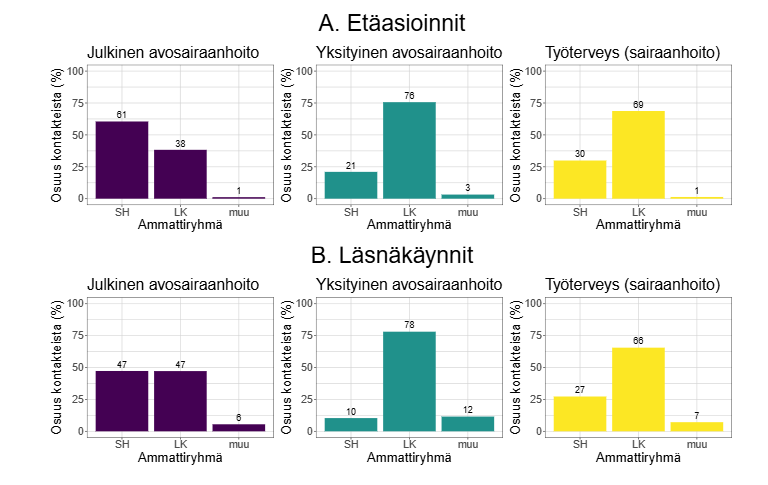 A. Etäasioinnit
Julkinen avosairaanhoito
Osuus kontakteista (%)
100
75
50
25
0
61
38
1
SH
LK
muu
Ammattiryhmä
Yksityinen avosairaanhoito
Osuus kontakteista (%)
100
75
50
25
0
21
76
3
SH
LK
muu
Ammattiryhmä
Työterveys (sairaanhoito)
Osuus kontakteista (%)
100
75
50
25
0
30
69
1
SH
LK
muu
Ammattiryhmä
B. Läsnäkäynnit
Julkinen avosairaanhoito
Osuus kontakteista (%)
100
75
50
25
0
47
47
6
SH
LK
muu
Ammattiryhmä
Yksityinen avosairaanhoito
Osuus kontakteista (%)
100
75
50
25
0
10
78
12
SH
LK
muu
Ammattiryhmä
Työterveys (sairaanhoito)
Osuus kontakteista (%)
100
75
50
25
0
27
66
7
SH
LK
muu
Ammattiryhmä